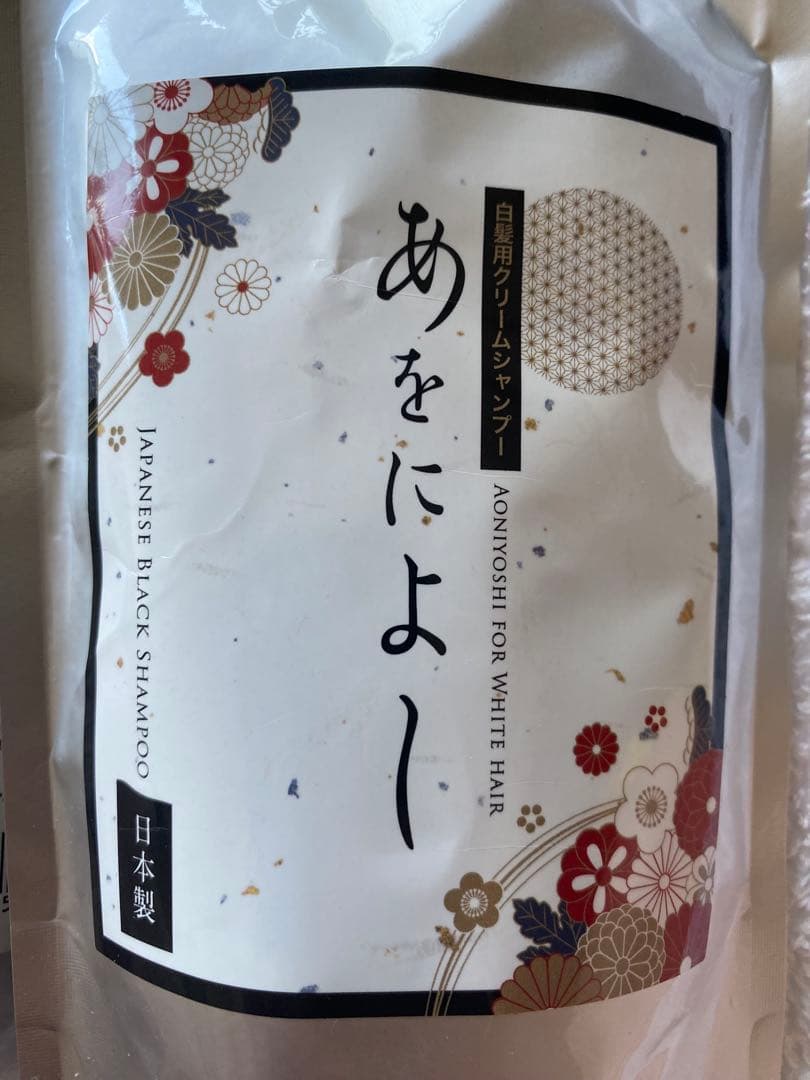 白髪用クリームシャンプー
AONIYOSHI FOR WHITE HAIR
あをによし
JAPANESE BLACK SHAMPOO
日本製